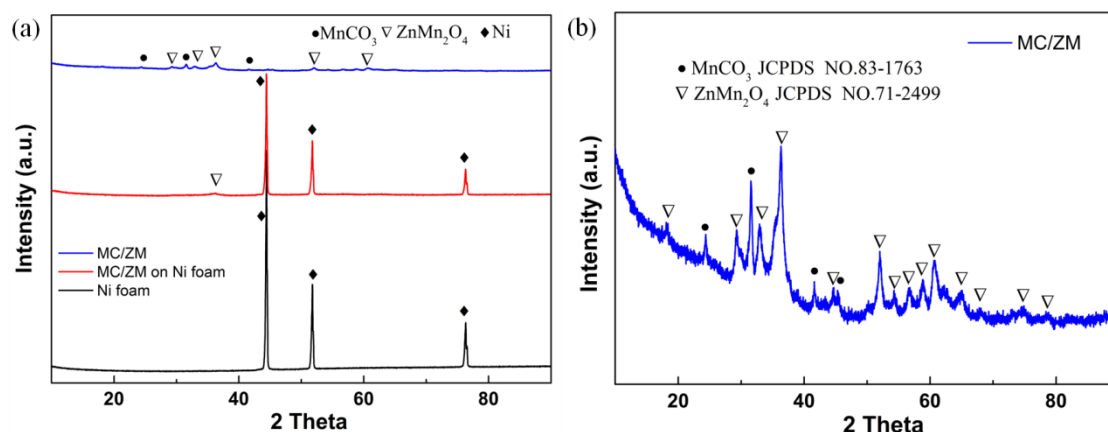 (a)
● MnCO₃ ▽ ZnMn₂O₄ ◆ Ni
MC/ZM
MC/ZM on Ni foam
Ni foam
Intensity (a.u.)
20 40 60 80
2 Theta
(b)
MC/ZM
● MnCO₃ JCPDS NO.83-1763
▽ ZnMn₂O₄ JCPDS NO.71-2499
Intensity (a.u.)
20 40 60 80
2 Theta